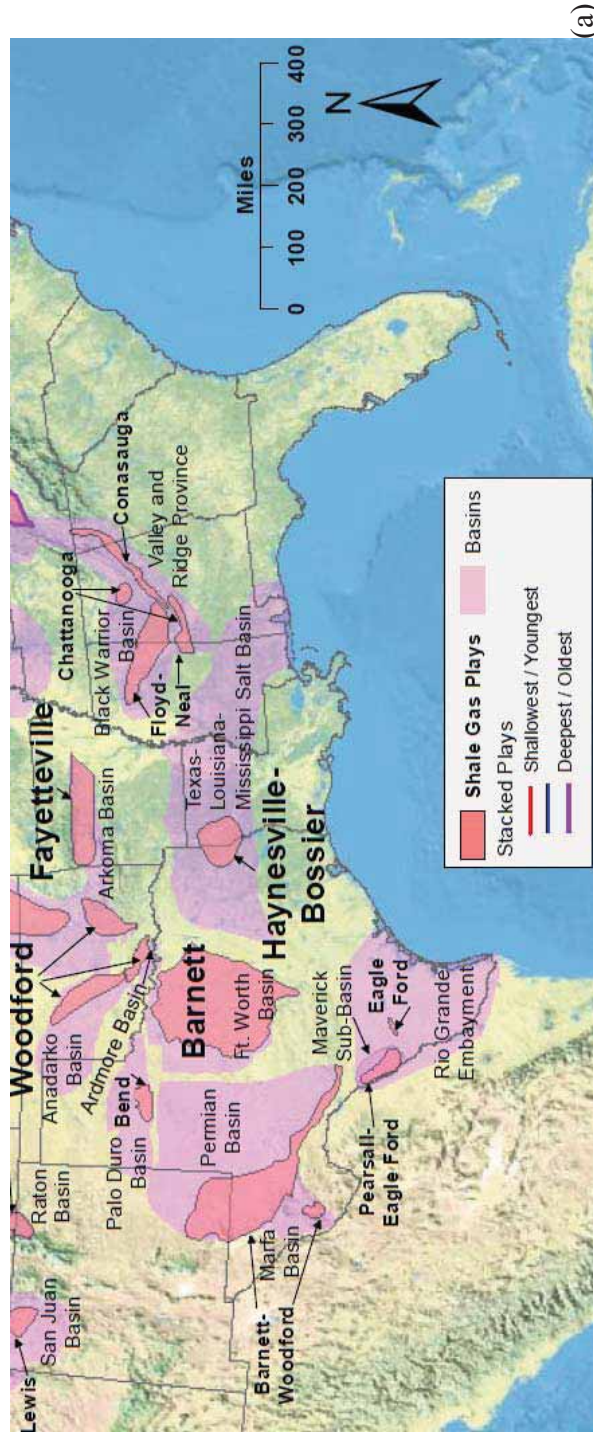 Lewis
San Juan
Basin
Raton
Basin
Woodford
Anadarko
Basin
Palo Duro
Basin
Bend
Ardmore Basin
Arkoma Basin
Fayetteville
Black Warrior
Basin
Chattanooga
Conasauga
Valley and
Ridge Province
Floyd-
Neal
Texas-
Louisiana-
Mississippi Salt Basin
Haynesville-
Bossier
Barnett
Ft. Worth
Basin
Permian
Basin
Marfa
Basin
Barnett-
Woodford
Pearsall-
Eagle Ford
Maverick
Sub-Basin
Eagle
Ford
Rio Grande
Embayment
Shale Gas Plays
Basins
Stacked Plays
Shallowest / Youngest
Deepest / Oldest
Miles
0 100 200 300 400
N
(a)